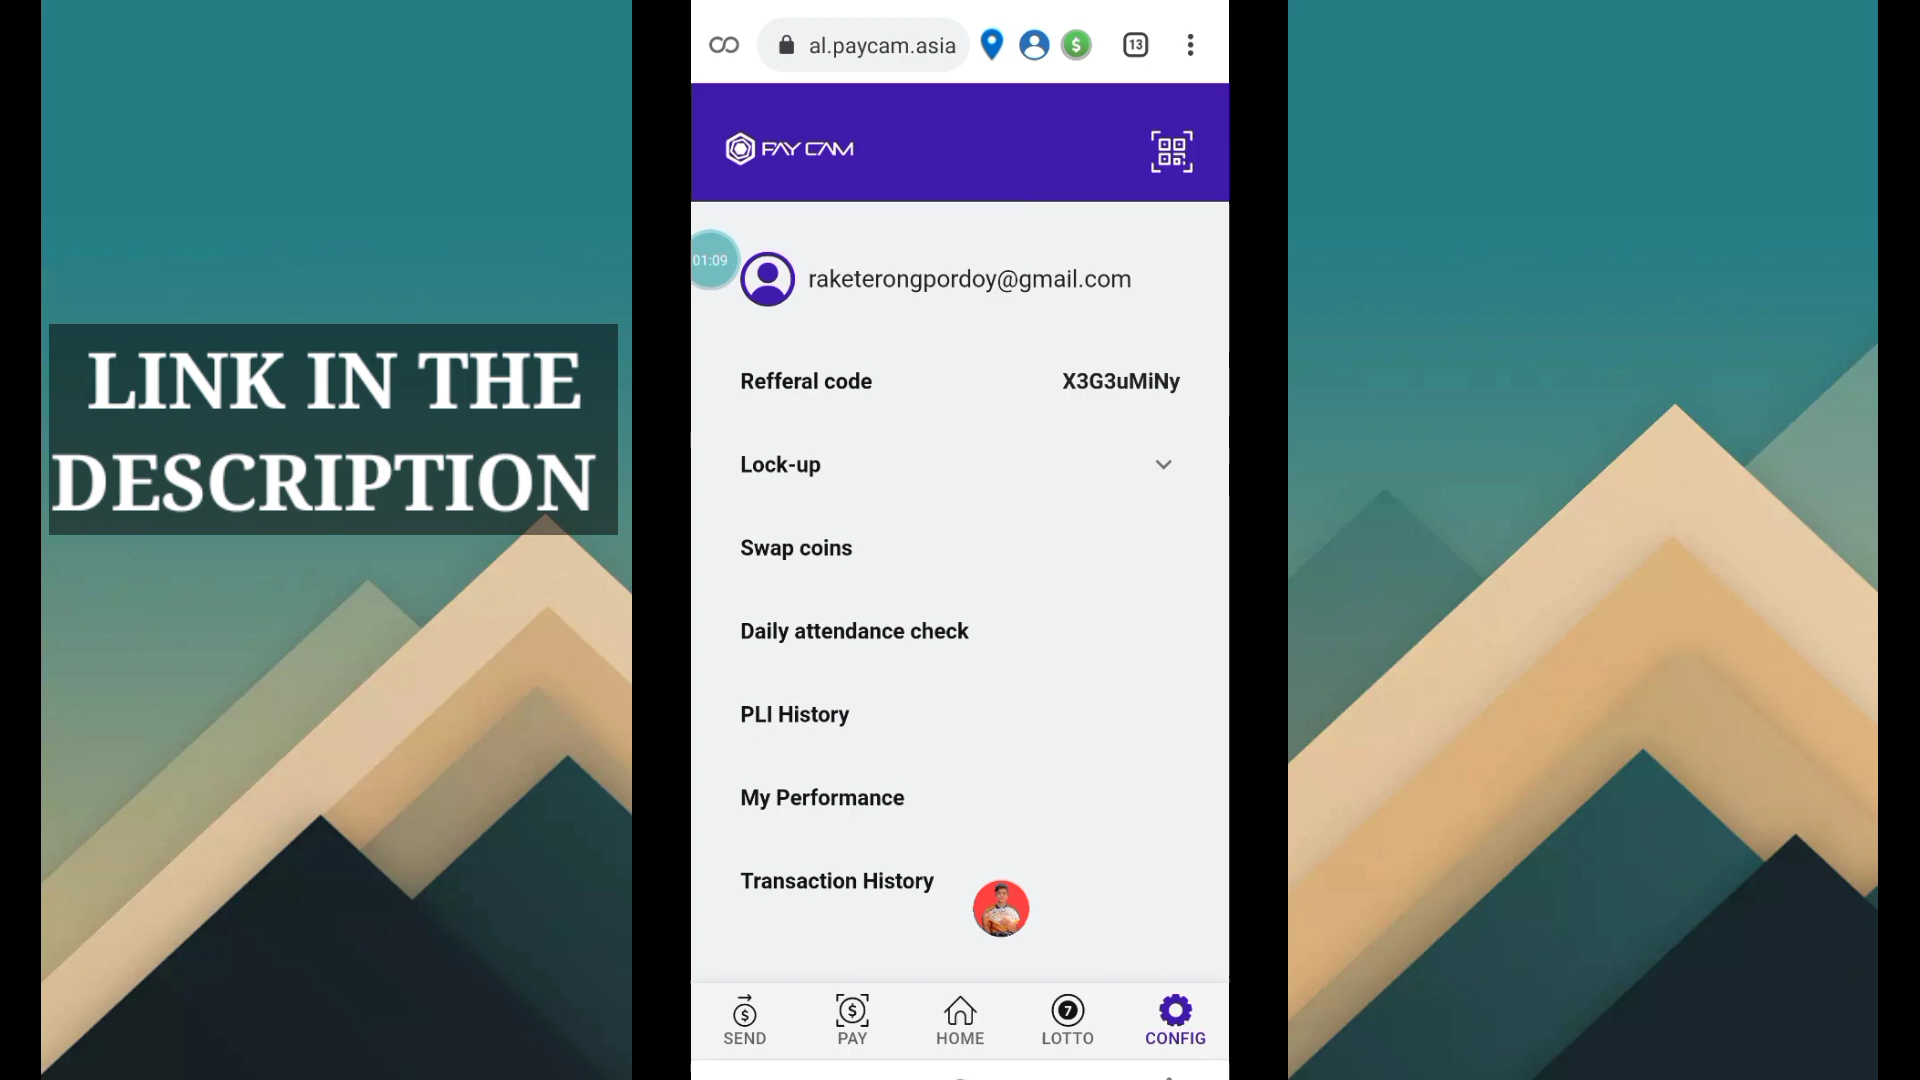 al.paycam.asia
$
13
PAY CAM
01:09
raketerongpordoy@gmail.com
LINK IN THE
DESCRIPTION
Refferal code
X3G3uMiNy
Lock-up
Swap coins
Daily attendance check
PLI History
My Performance
Transaction History
$
$
7
SEND
PAY
HOME
LOTTO
CONFIG